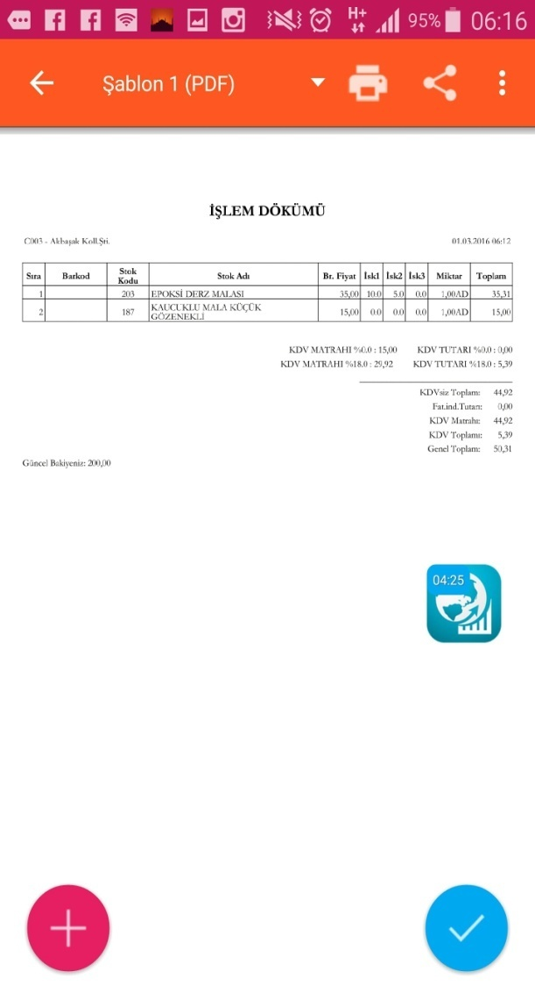 H+
95%
06:16
Şablon 1 (PDF)
İŞLEM DÖKÜMÜ
C003 - Akbaşak Koll.Şti. 01.03.2016 06:12
Sıra Barkod Stok Kodu Stok Adı Br. Fiyat İsk1 İsk2 İsk3 Miktar Toplam
1 203 EPOKSİ DERZ MALASI 35,00 10.0 5.0 0.0 1,00AD 35,31
2 187 KAUCUKLU MALA KÜÇÜK GÖZENEKLİ 15,00 0.0 0.0 0.0 1,00AD 15,00
KDV MATRAHI %0.0 : 15,00 KDV TUTARI %0.0 : 0,00
KDV MATRAHI %18.0 : 29,92 KDV TUTARI %18.0 : 5,39
KDVsiz Toplam: 44,92
Fat.ind.Tutarı: 0,00
KDV Matrahı: 44,92
KDV Toplamı: 5,39
Genel Toplam: 50,31
Güncel Bakiyeniz: 200,00
04:25